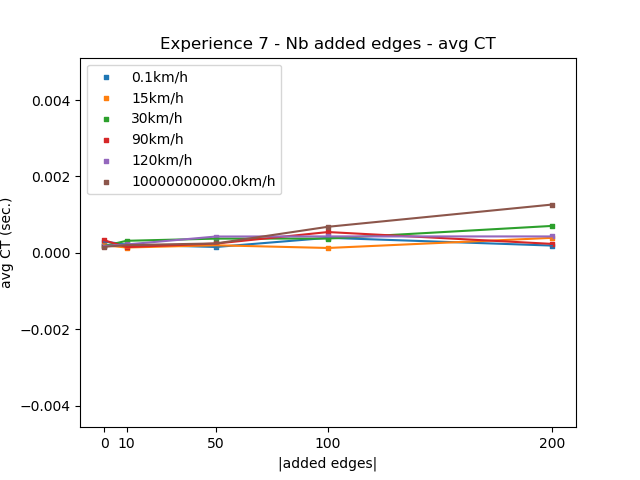 Experience 7 - Nb added edges - avg CT
0.1km/h
15km/h
30km/h
90km/h
120km/h
10000000000.0km/h
avg CT (sec.)
0.004
0.002
0.000
−0.002
−0.004
0 10 50 100 200
|added edges|